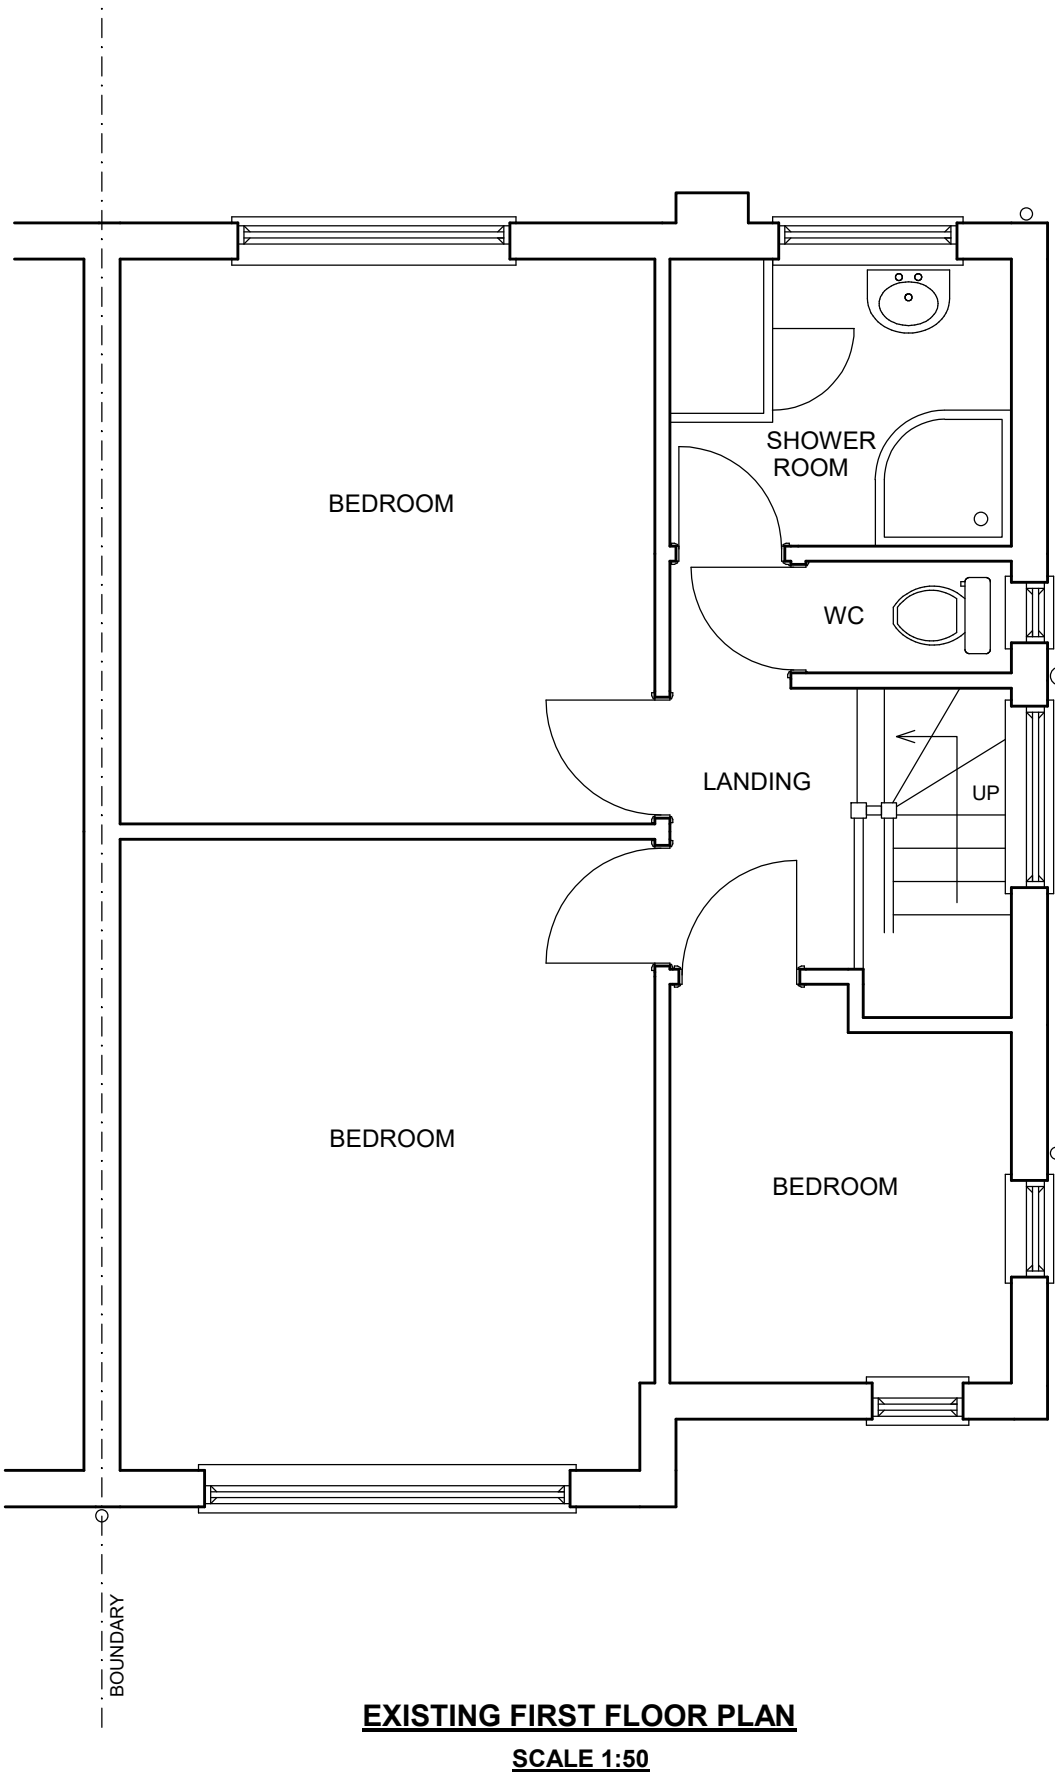 SHOWER
ROOM
BEDROOM
WC
LANDING
UP
BEDROOM
BEDROOM
BOUNDARY
EXISTING FIRST FLOOR PLAN
SCALE 1:50